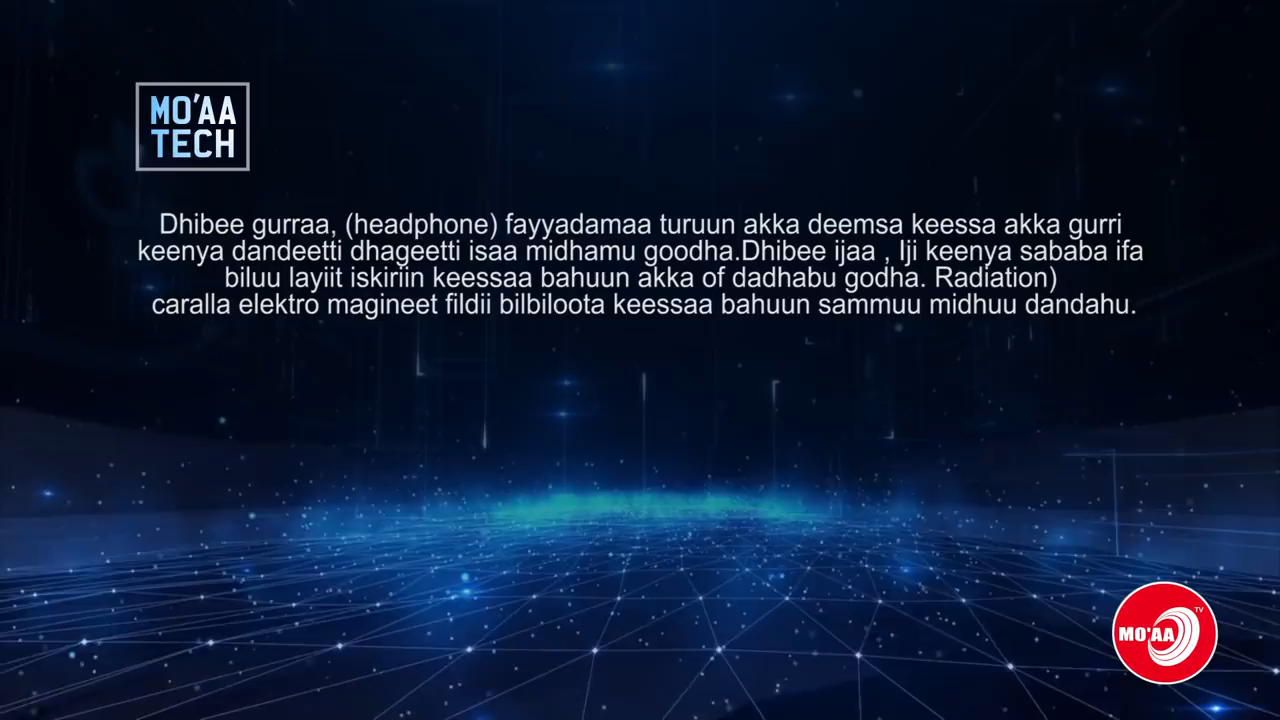 MO'AA
TECH
Dhibee gurraa, (headphone) fayyadamaa turuun akka deemsa keessa akka gurri
keenya dandeetti dhageetti isaa midhamu goodha.Dhibee ijaa , Iji keenya sababa ifa
biluu layiit iskiriin keessaa bahuun akka of dadhabu godha. Radiation)
caralla elektro magineet fildii bilbiloota keessaa bahuun sammuu midhuu dandahu.
TV
MO'AA